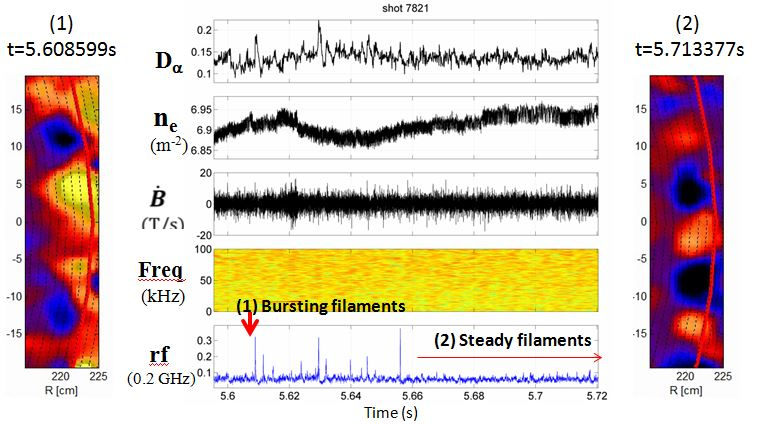 shot 7821
(1)
t=5.608599s
(2)
t=5.713377s
15
10
5
0
-5
-10
-15
220 225
R [cm]
Dα
0.2
0.15
0.1
ne
(m-2)
6.95
6.9
6.85
Ḃ
(T/s)
20
0
-20
Freq
(kHz)
100
50
0
(1) Bursting filaments
rf
(0.2 GHz)
0.3
0.2
0.1
(2) Steady filaments
5.6 5.62 5.64 5.66 5.68 5.7 5.72
Time (s)
15
10
5
0
-5
-10
-15
220 225
R [cm]